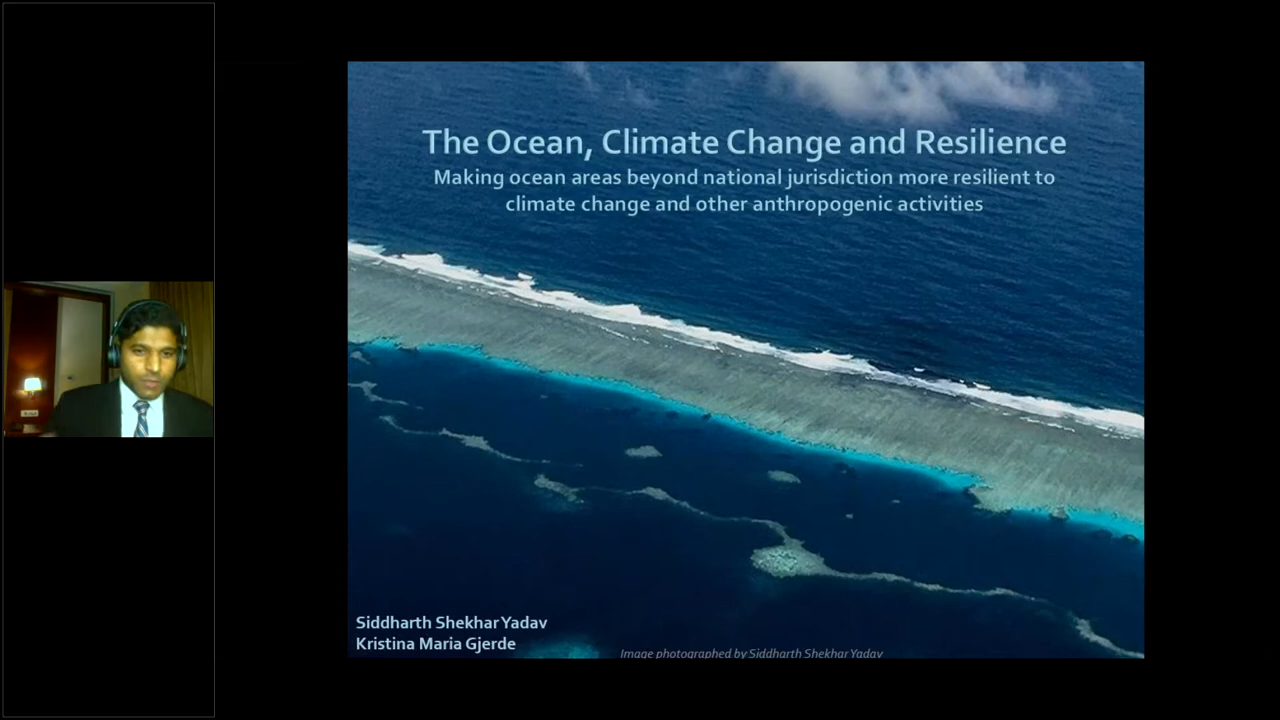 The Ocean, Climate Change and Resilience
Making ocean areas beyond national jurisdiction more resilient to
climate change and other anthropogenic activities
Siddharth Shekhar Yadav
Kristina Maria Gjerde
Image photographed by Siddharth Shekhar Yadav